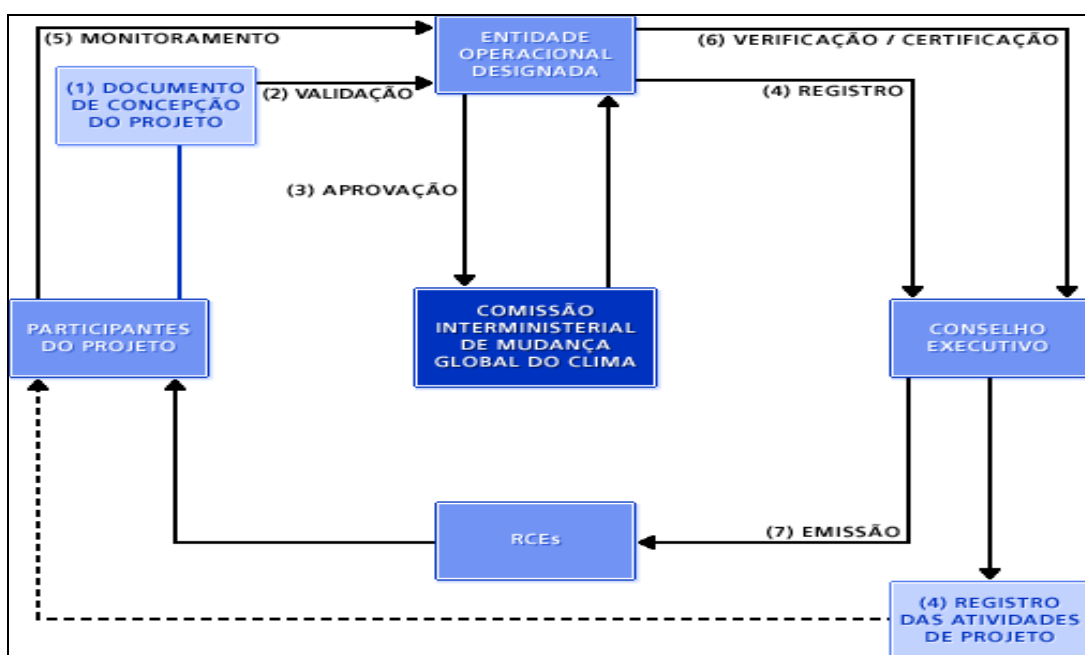 (5) MONITORAMENTO
ENTIDADE
OPERACIONAL
DESIGNADA
(6) VERIFICAÇÃO / CERTIFICAÇÃO
(1) DOCUMENTO
DE CONCEPÇÃO
DO PROJETO
(2) VALIDAÇÃO
(4) REGISTRO
(3) APROVAÇÃO
PARTICIPANTES
DO PROJETO
COMISSÃO
INTERMINISTERIAL
DE MUDANÇA
GLOBAL DO CLIMA
CONSELHO
EXECUTIVO
RCEs
(7) EMISSÃO
(4) REGISTRO
DAS ATIVIDADES
DE PROJETO